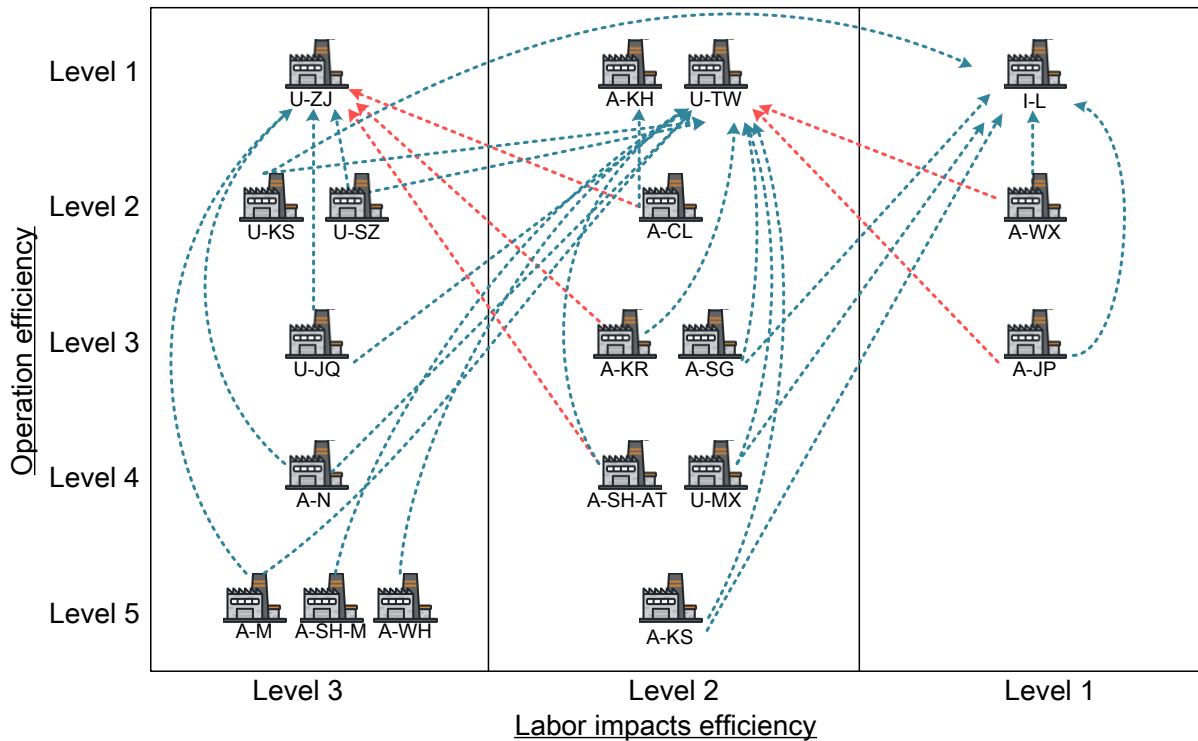 Level 1
U-ZJ
A-KH
U-TW
I-L
Level 2
U-KS
U-SZ
A-CL
A-WX
Operation efficiency
Level 3
U-JQ
A-KR
A-SG
A-JP
Level 4
A-N
A-SH-AT
U-MX
Level 5
A-M
A-SH-M
A-WH
A-KS
Level 3
Level 2
Level 1
Labor impacts efficiency